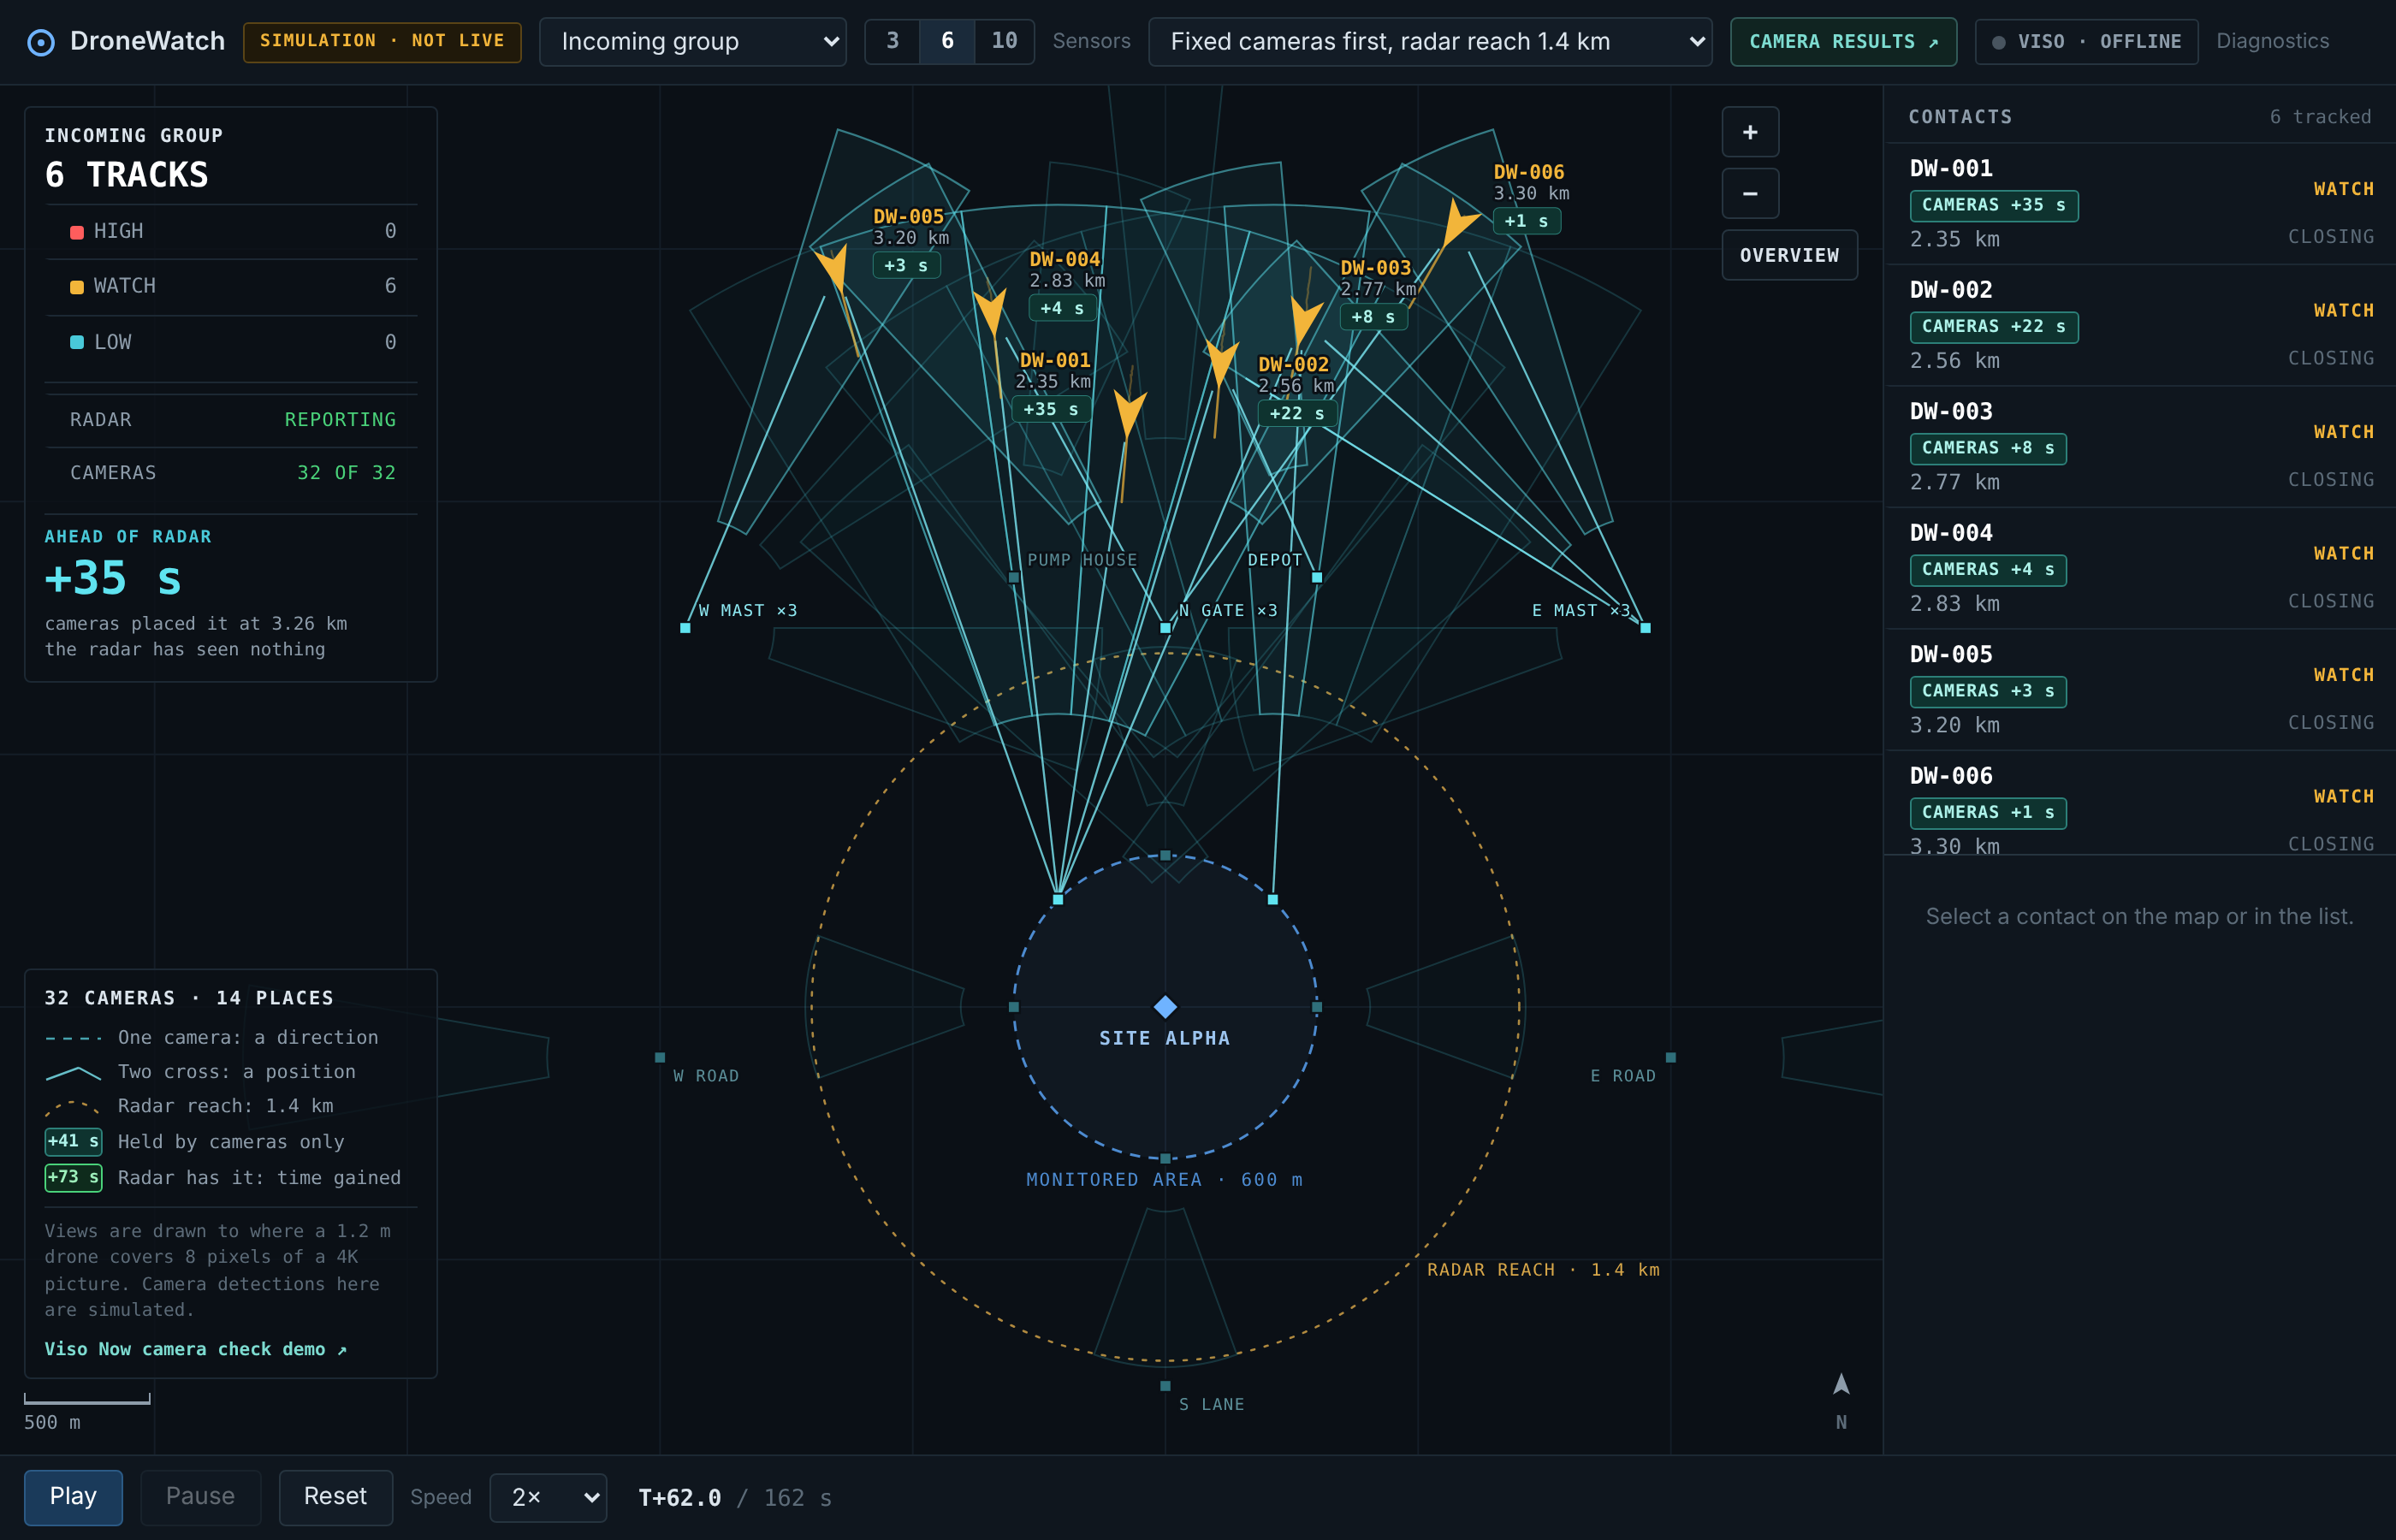 DroneWatch
SIMULATION · NOT LIVE
Incoming group
3 6 10
Sensors
Fixed cameras first, radar reach 1.4 km
CAMERA RESULTS ↗
VISO · OFFLINE
Diagnostics
INCOMING GROUP
6 TRACKS
HIGH 0
WATCH 6
LOW 0
RADAR REPORTING
CAMERAS 32 OF 32
AHEAD OF RADAR
+35 s
cameras placed it at 3.26 km
the radar has seen nothing
32 CAMERAS · 14 PLACES
One camera: a direction
Two cross: a position
Radar reach: 1.4 km
+41 s Held by cameras only
+73 s Radar has it: time gained
Views are drawn to where a 1.2 m
drone covers 8 pixels of a 4K
picture. Camera detections here
are simulated.
Viso Now camera check demo ↗
500 m
DW-006
3.30 km
+1 s
DW-005
3.20 km
+3 s
DW-004
2.83 km
+4 s
DW-003
2.77 km
+8 s
DW-001
2.35 km
+35 s
DW-002
2.56 km
+22 s
PUMP HOUSE
DEPOT
W MAST ×3
N GATE ×3
E MAST ×3
SITE ALPHA
W ROAD
E ROAD
MONITORED AREA · 600 m
RADAR REACH · 1.4 km
S LANE
N
+
−
OVERVIEW
CONTACTS 6 tracked
DW-001
WATCH
CAMERAS +35 s
2.35 km CLOSING
DW-002
WATCH
CAMERAS +22 s
2.56 km CLOSING
DW-003
WATCH
CAMERAS +8 s
2.77 km CLOSING
DW-004
WATCH
CAMERAS +4 s
2.83 km CLOSING
DW-005
WATCH
CAMERAS +3 s
3.20 km CLOSING
DW-006
WATCH
CAMERAS +1 s
3.30 km CLOSING
Select a contact on the map or in the list.
Play
Pause
Reset
Speed
2×
T+62.0 / 162 s